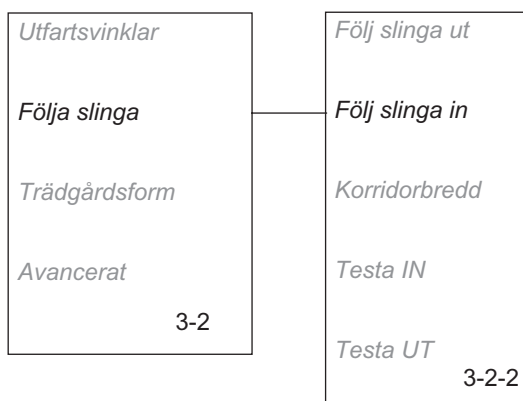 Utfartsvinklar
Följa slinga
Trädgårdsform
Avancerat
3-2
Följ slinga ut
Följ slinga in
Korridorbredd
Testa IN
Testa UT
3-2-2